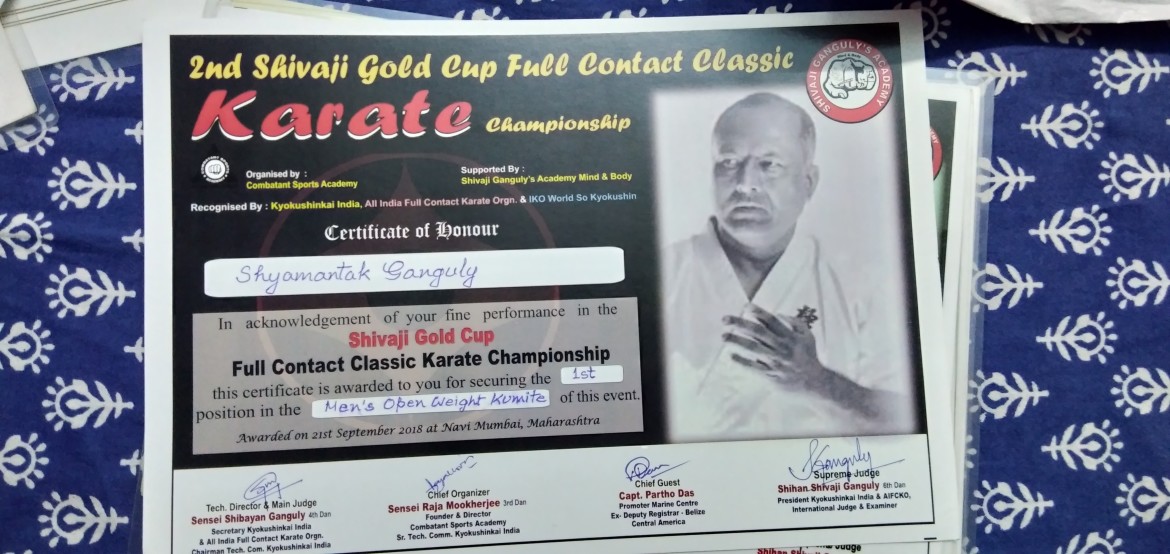 2nd Shivaji Gold Cup Full Contact Classic
Karate Championship
SHIVAJI GANGULY'S ACADEMY
Organised by :
Combatant Sports Academy
Supported By :
Shivaji Ganguly's Academy Mind & Body
Recognised By : Kyokushinkai India, All India Full Contact Karate Orgn. & IKO World So Kyokushin
Certificate of Honour
Shyamantak Ganguly
In acknowledgement of your fine performance in the
Shivaji Gold Cup
Full Contact Classic Karate Championship
this certificate is awarded to you for securing the 1st
position in the Men's Open Weight Kumite of this event.
Awarded on 21st September 2018 at Navi Mumbai, Maharashtra
Tech. Director & Main Judge
Sensei Shibayan Ganguly 4th Dan
Secretary Kyokushinkai India
& All India Full Contact Karate Orgn.
Chairman Tech. Com. Kyokushinkai India
Chief Organizer
Sensei Raja Mookherjee 3rd Dan
Founder & Director
Combatant Sports Academy
Sr. Tech. Comm. Kyokushinkai India
Chief Guest
Capt. Partho Das
Promoter Marine Centre
Ex- Deputy Registrar - Belize
Central America
SGanguly
Supreme Judge
Shihan Shivaji Ganguly 6th Dan
President Kyokushinkai India & AIFCKO,
International Judge & Examiner